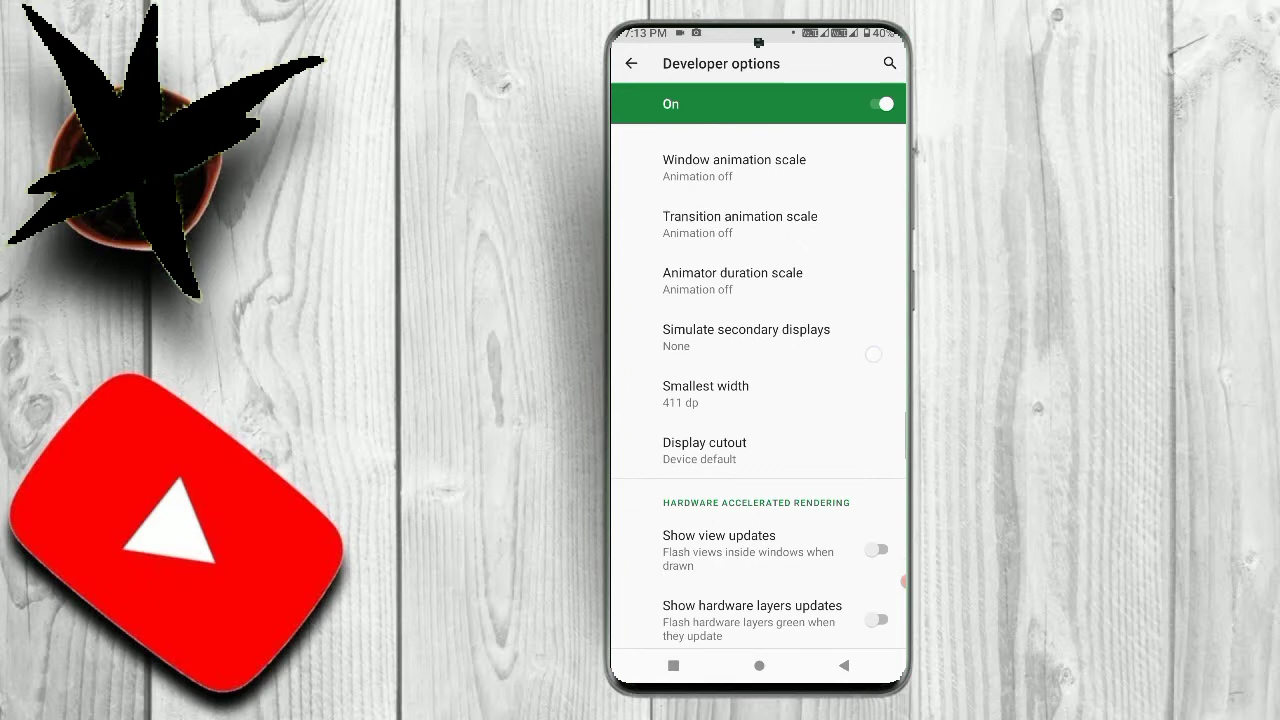 7:13 PM 40%
Developer options
On
Window animation scale
Animation off
Transition animation scale
Animation off
Animator duration scale
Animation off
Simulate secondary displays
None
Smallest width
411 dp
Display cutout
Device default
HARDWARE ACCELERATED RENDERING
Show view updates
Flash views inside windows when
drawn
Show hardware layers updates
Flash hardware layers green when
they update